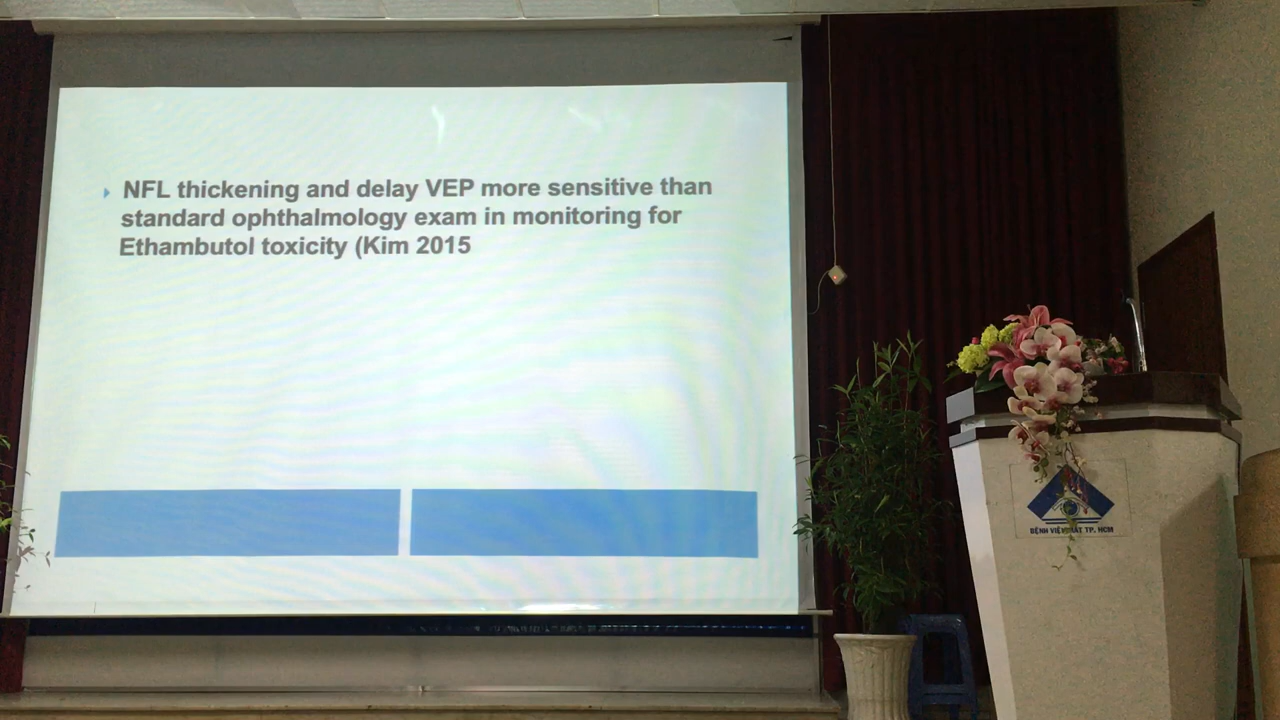 NFL thickening and delay VEP more sensitive than
standard ophthalmology exam in monitoring for
Ethambutol toxicity (Kim 2015
BỆNH VIỆN MẮT TP. HCM